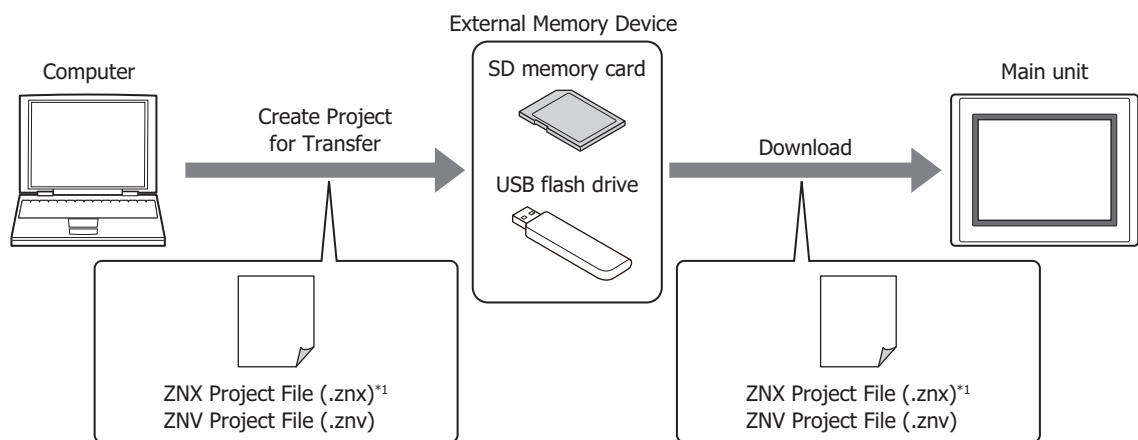 External Memory Device
Computer
SD memory card
Main unit
Create Project
for Transfer
Download
USB flash drive
ZNX Project File (.znx)*1
ZNV Project File (.znv)
ZNX Project File (.znx)*1
ZNV Project File (.znv)